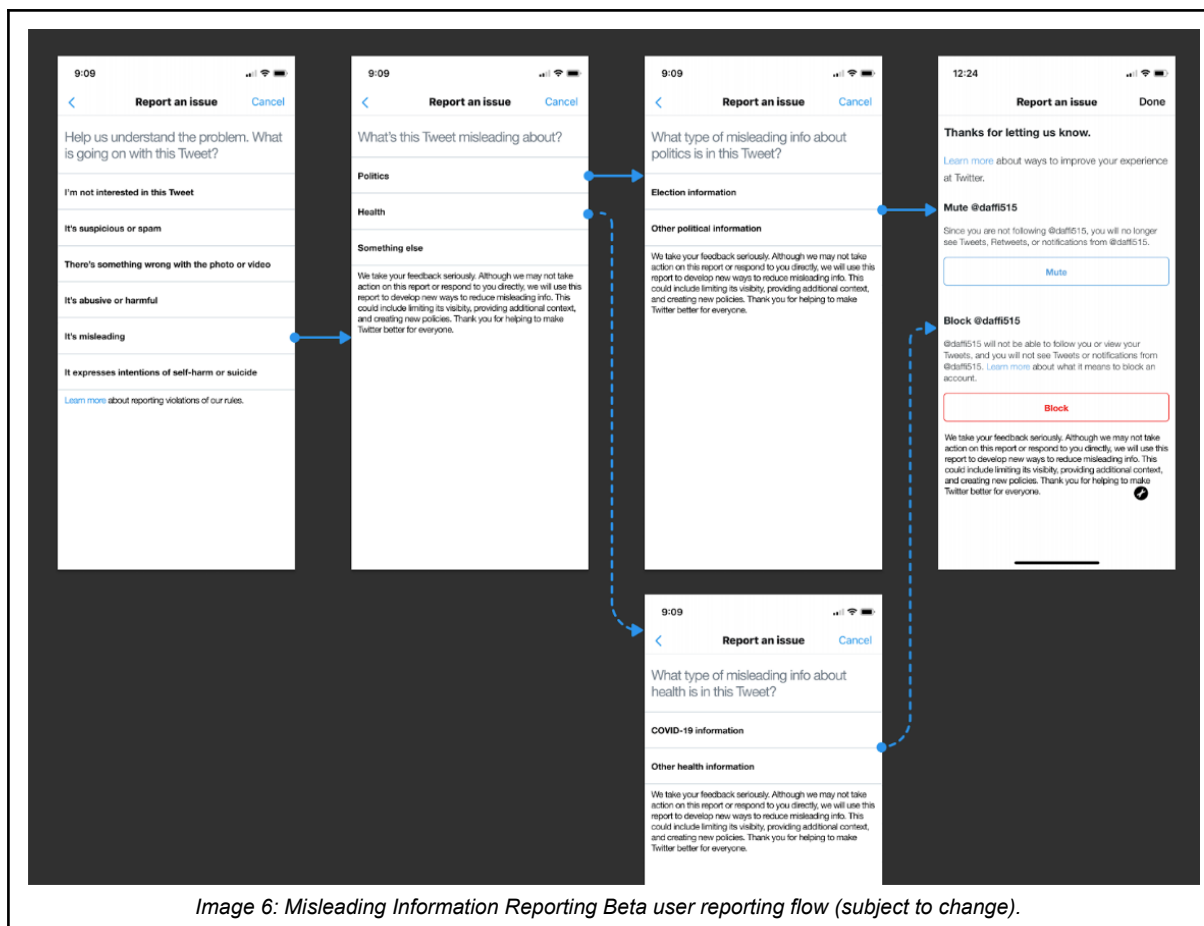 9:09
Report an issue
Cancel
Help us understand the problem. What
is going on with this Tweet?
I'm not interested in this Tweet
It's suspicious or spam
There's something wrong with the photo or video
It's abusive or harmful
It's misleading
It expresses intentions of self-harm or suicide
Learn more about reporting violations of our rules.
9:09
Report an issue
Cancel
What's this Tweet misleading about?
Politics
Health
Something else
We take your feedback seriously. Although we may not take
action on this report or respond to you directly, we will use this
report to develop new ways to reduce misleading info. This
could include limiting its visibity, providing additional context,
and creating new policies. Thank you for helping to make
Twitter better for everyone.
9:09
Report an issue
Cancel
What type of misleading info about
politics is in this Tweet?
Election information
Other political information
We take your feedback seriously. Although we may not take
action on this report or respond to you directly, we will use this
report to develop new ways to reduce misleading info. This
could include limiting its visibity, providing additional context,
and creating new policies. Thank you for helping to make
Twitter better for everyone.
12:24
Report an issue
Done
Thanks for letting us know.
Learn more about ways to improve your experience
at Twitter.
Mute @daffi515
Since you are not following @daffi515, you will no longer
see Tweets, Retweets, or notifications from @daffi515.
Mute
Block @daffi515
@daffi515 will not be able to follow you or view your
Tweets, and you will not see Tweets or notifications from
@daffi515. Learn more about what it means to block an
account.
Block
We take your feedback seriously. Although we may not take
action on this report or respond to you directly, we will use this
report to develop new ways to reduce misleading info. This
could include limiting its visibity, providing additional context,
and creating new policies. Thank you for helping to make
Twitter better for everyone.
9:09
Report an issue
Cancel
What type of misleading info about
health is in this Tweet?
COVID-19 information
Other health information
We take your feedback seriously. Although we may not take
action on this report or respond to you directly, we will use this
report to develop new ways to reduce misleading info. This
could include limiting its visibity, providing additional context,
and creating new policies. Thank you for helping to make
Twitter better for everyone.
Image 6: Misleading Information Reporting Beta user reporting flow (subject to change).